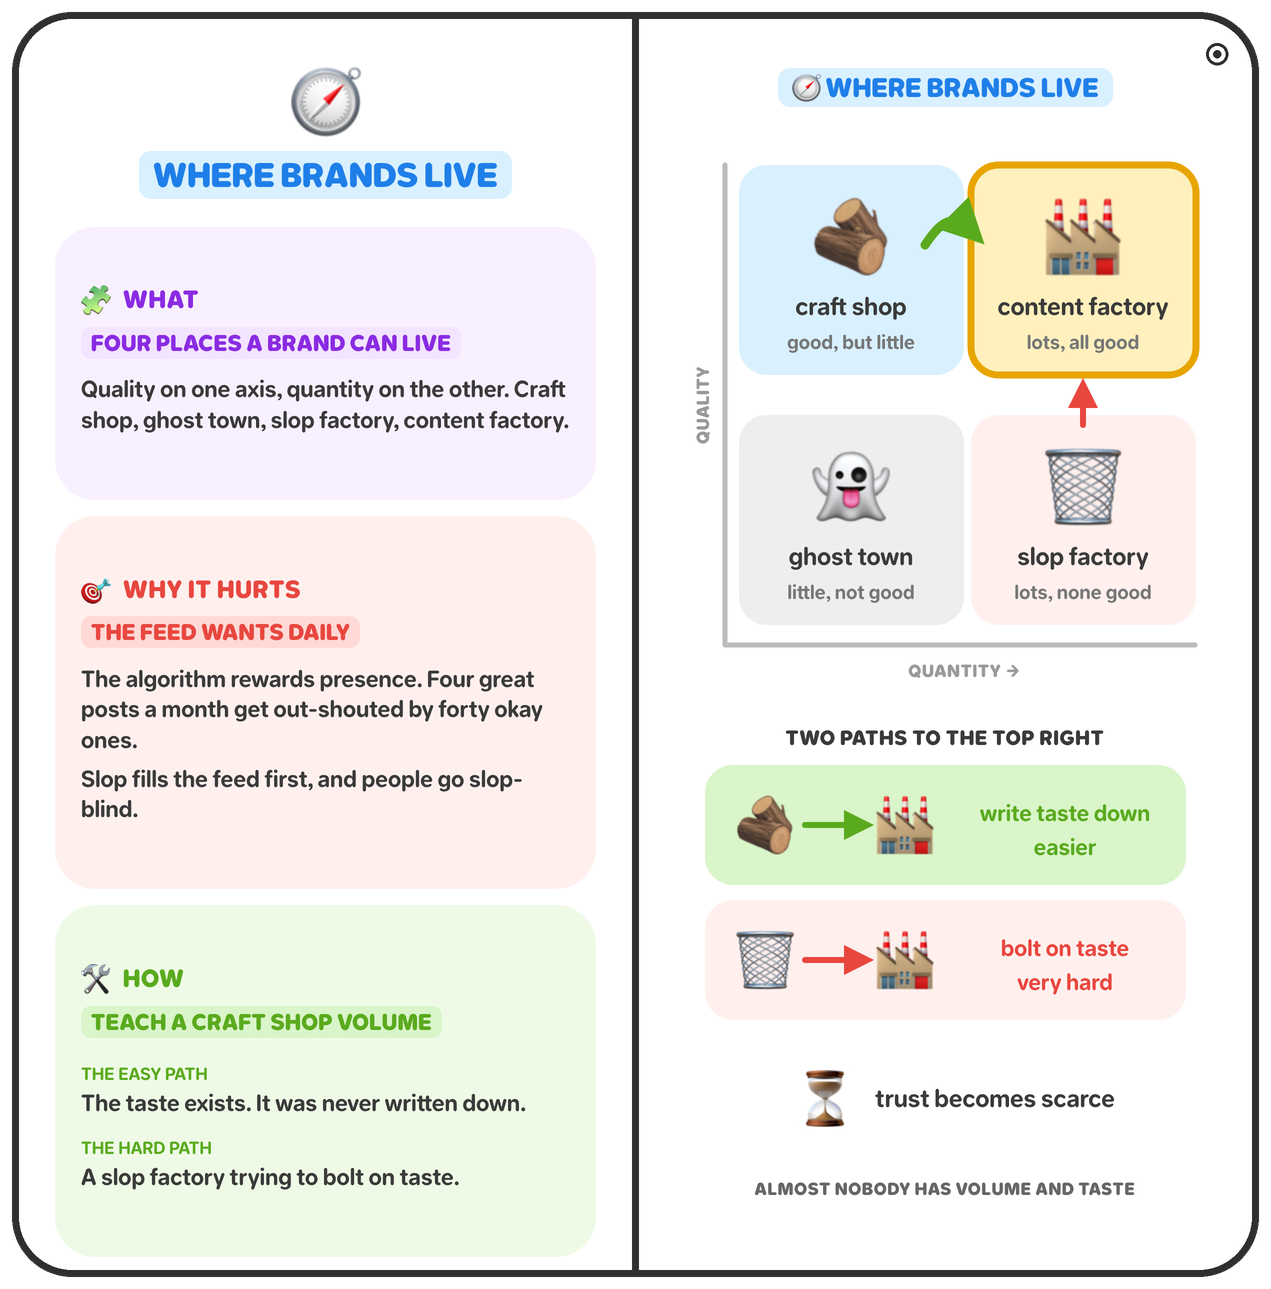 WHERE BRANDS LIVE
WHAT
FOUR PLACES A BRAND CAN LIVE
Quality on one axis, quantity on the other. Craft
shop, ghost town, slop factory, content factory.
WHY IT HURTS
THE FEED WANTS DAILY
The algorithm rewards presence. Four great
posts a month get out-shouted by forty okay
ones.
Slop fills the feed first, and people go slop-
blind.
HOW
TEACH A CRAFT SHOP VOLUME
THE EASY PATH
The taste exists. It was never written down.
THE HARD PATH
A slop factory trying to bolt on taste.
WHERE BRANDS LIVE
QUALITY
craft shop
good, but little
content factory
lots, all good
ghost town
little, not good
slop factory
lots, none good
QUANTITY →
TWO PATHS TO THE TOP RIGHT
write taste down
easier
bolt on taste
very hard
trust becomes scarce
ALMOST NOBODY HAS VOLUME AND TASTE